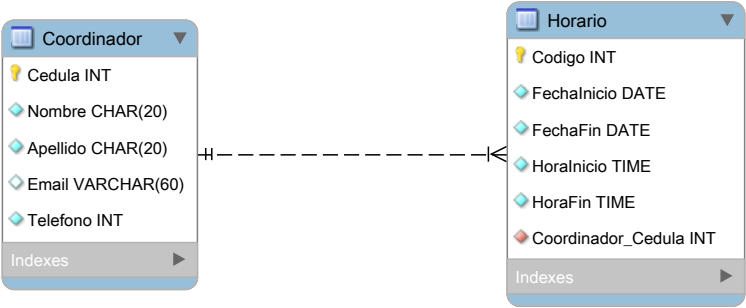 Coordinador
Cedula INT
Nombre CHAR(20)
Apellido CHAR(20)
Email VARCHAR(60)
Telefono INT
Indexes
Horario
Codigo INT
FechaInicio DATE
FechaFin DATE
HoraInicio TIME
HoraFin TIME
Coordinador_Cedula INT
Indexes